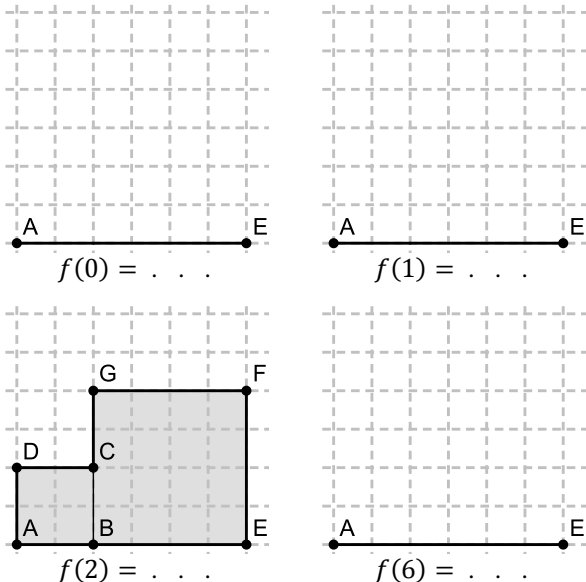 A E A E
f(0) = . . . f(1) = . . .
G F
D C
A B E A E
f(2) = . . . f(6) = . . .